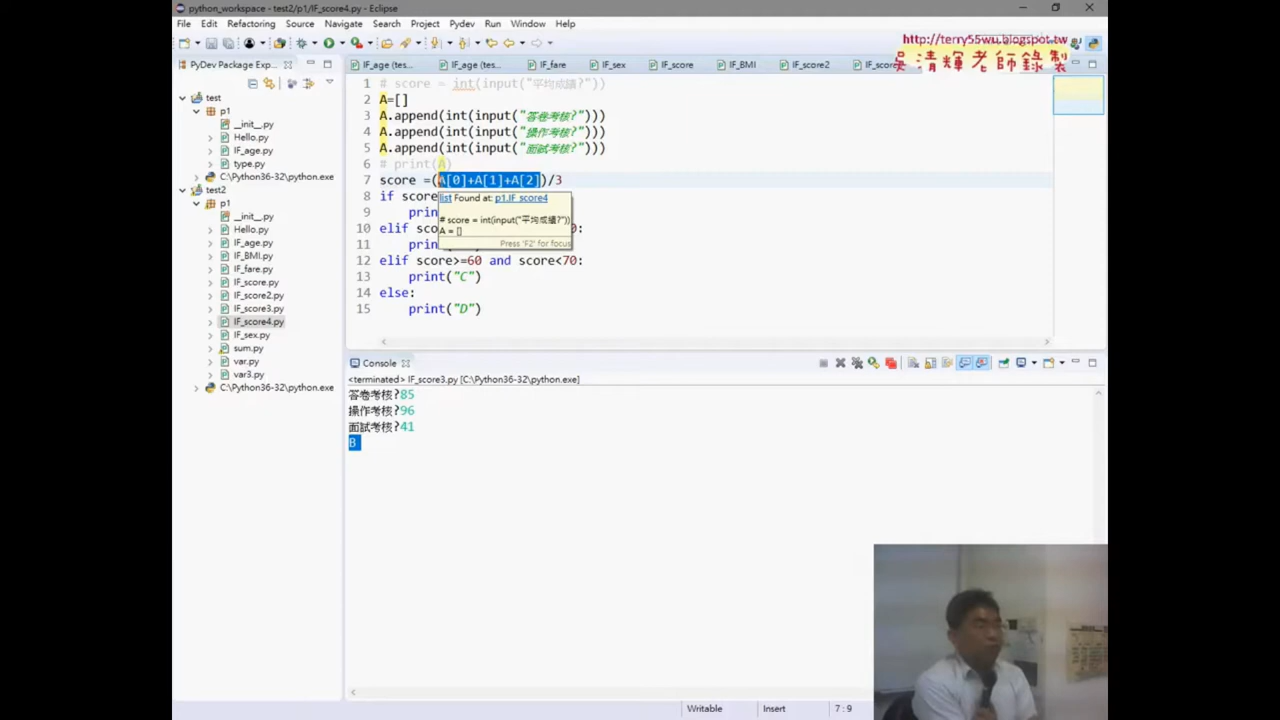 python_workspace - test2/p1/IF_score4.py - Eclipse
File Edit Refactoring Source Navigate Search Project Pydev Run Window Help
http://terry55wu.blogspot.tw
吳清輝老師錄製
PyDev Package Exp...
IF_age (tes...
IF_age (tes...
IF_fare
IF_sex
IF_score
IF_BMI
IF_score2
test
p1
__init__.py
Hello.py
IF_age.py
type.py
C:\Python36-32\python.exe
test2
p1
__init__.py
Hello.py
IF_age.py
IF_BMI.py
IF_fare.py
IF_score.py
IF_score2.py
IF_score3.py
IF_score4.py
IF_sex.py
sum.py
var.py
var3.py
C:\Python36-32\python.exe
1 # score = int(input("平均成績?"))
2 A=[]
3 A.append(int(input("答卷考核?")))
4 A.append(int(input("操作考核?")))
5 A.append(int(input("面試考核?")))
6 # print(A)
7 score =(A[0]+A[1]+A[2])/3
8 if score
9 prin
10 elif sco 0:
11 prin
12 elif score>=60 and score<70:
13 print("C")
14 else:
15 print("D")
list Found at: p1.IF_score4
# score = int(input("平均成績?"))
A = []
Press 'F2' for focus
Console
<terminated> IF_score3.py [C:\Python36-32\python.exe]
答卷考核?85
操作考核?96
面試考核?41
B
Writable Insert 7 : 9